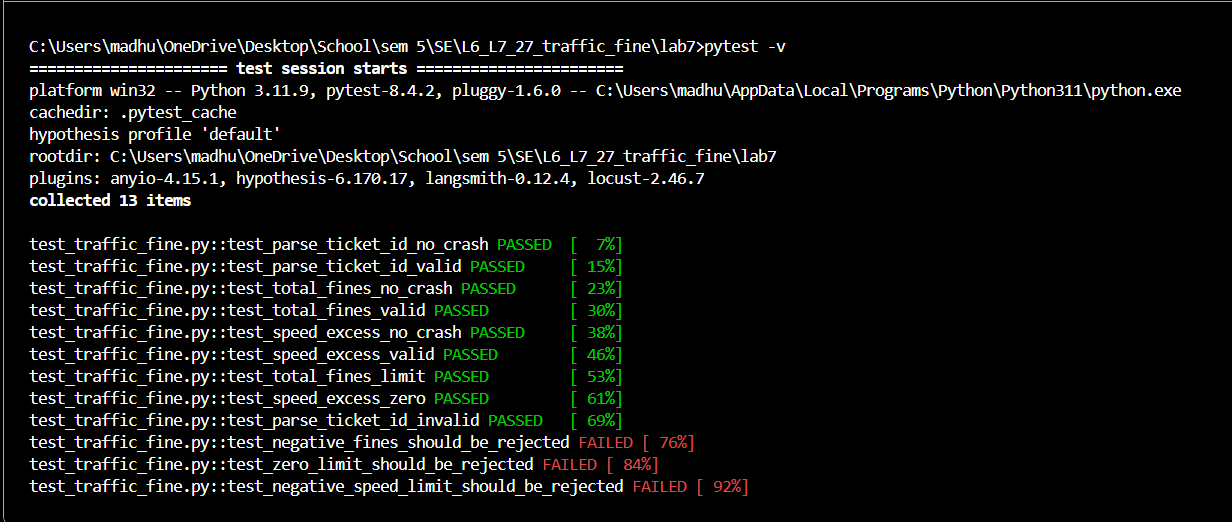 C:\Users\madhu\OneDrive\Desktop\School\sem 5\SE\L6_L7_27_traffic_fine\lab7>pytest -v
====================== test session starts =======================
platform win32 -- Python 3.11.9, pytest-8.4.2, pluggy-1.6.0 -- C:\Users\madhu\AppData\Local\Programs\Python\Python311\python.exe
cachedir: .pytest_cache
hypothesis profile 'default'
rootdir: C:\Users\madhu\OneDrive\Desktop\School\sem 5\SE\L6_L7_27_traffic_fine\lab7
plugins: anyio-4.15.1, hypothesis-6.170.17, langsmith-0.12.4, locust-2.46.7
collected 13 items
test_traffic_fine.py::test_parse_ticket_id_no_crash PASSED  [  7%]
test_traffic_fine.py::test_parse_ticket_id_valid PASSED     [ 15%]
test_traffic_fine.py::test_total_fines_no_crash PASSED      [ 23%]
test_traffic_fine.py::test_total_fines_valid PASSED         [ 30%]
test_traffic_fine.py::test_speed_excess_no_crash PASSED     [ 38%]
test_traffic_fine.py::test_speed_excess_valid PASSED        [ 46%]
test_traffic_fine.py::test_total_fines_limit PASSED         [ 53%]
test_traffic_fine.py::test_speed_excess_zero PASSED         [ 61%]
test_traffic_fine.py::test_parse_ticket_id_invalid PASSED   [ 69%]
test_traffic_fine.py::test_negative_fines_should_be_rejected FAILED [ 76%]
test_traffic_fine.py::test_zero_limit_should_be_rejected FAILED [ 84%]
test_traffic_fine.py::test_negative_speed_limit_should_be_rejected FAILED [ 92%]